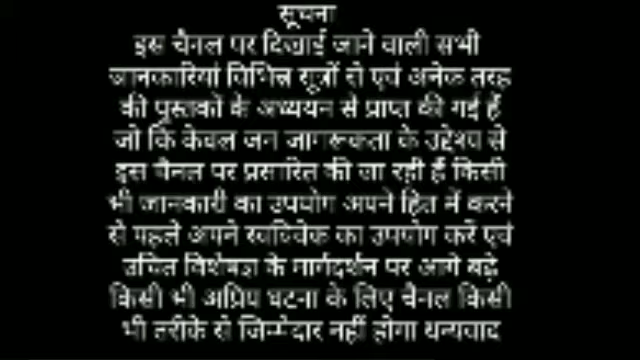 सूचना
इस चैनल पर दिखाई जाने वाली सभी
जानकारियां विभिन्न सूत्रों से एवं अनेक तरह
की पुस्तकों के अध्ययन से प्राप्त की गई हैं
जो कि केवल जन जागरूकता के उद्देश्य से
इस चैनल पर प्रसारित की जा रही हैं किसी
भी जानकारी का उपयोग अपने हित में करने
से पहले अपने स्वविवेक का उपयोग करें एवं
उचित विशेषज्ञ के मार्गदर्शन पर आगे बढ़े
किसी भी अप्रिय घटना के लिए चैनल किसी
भी तरीके से जिम्मेदार नहीं होगा धन्यवाद